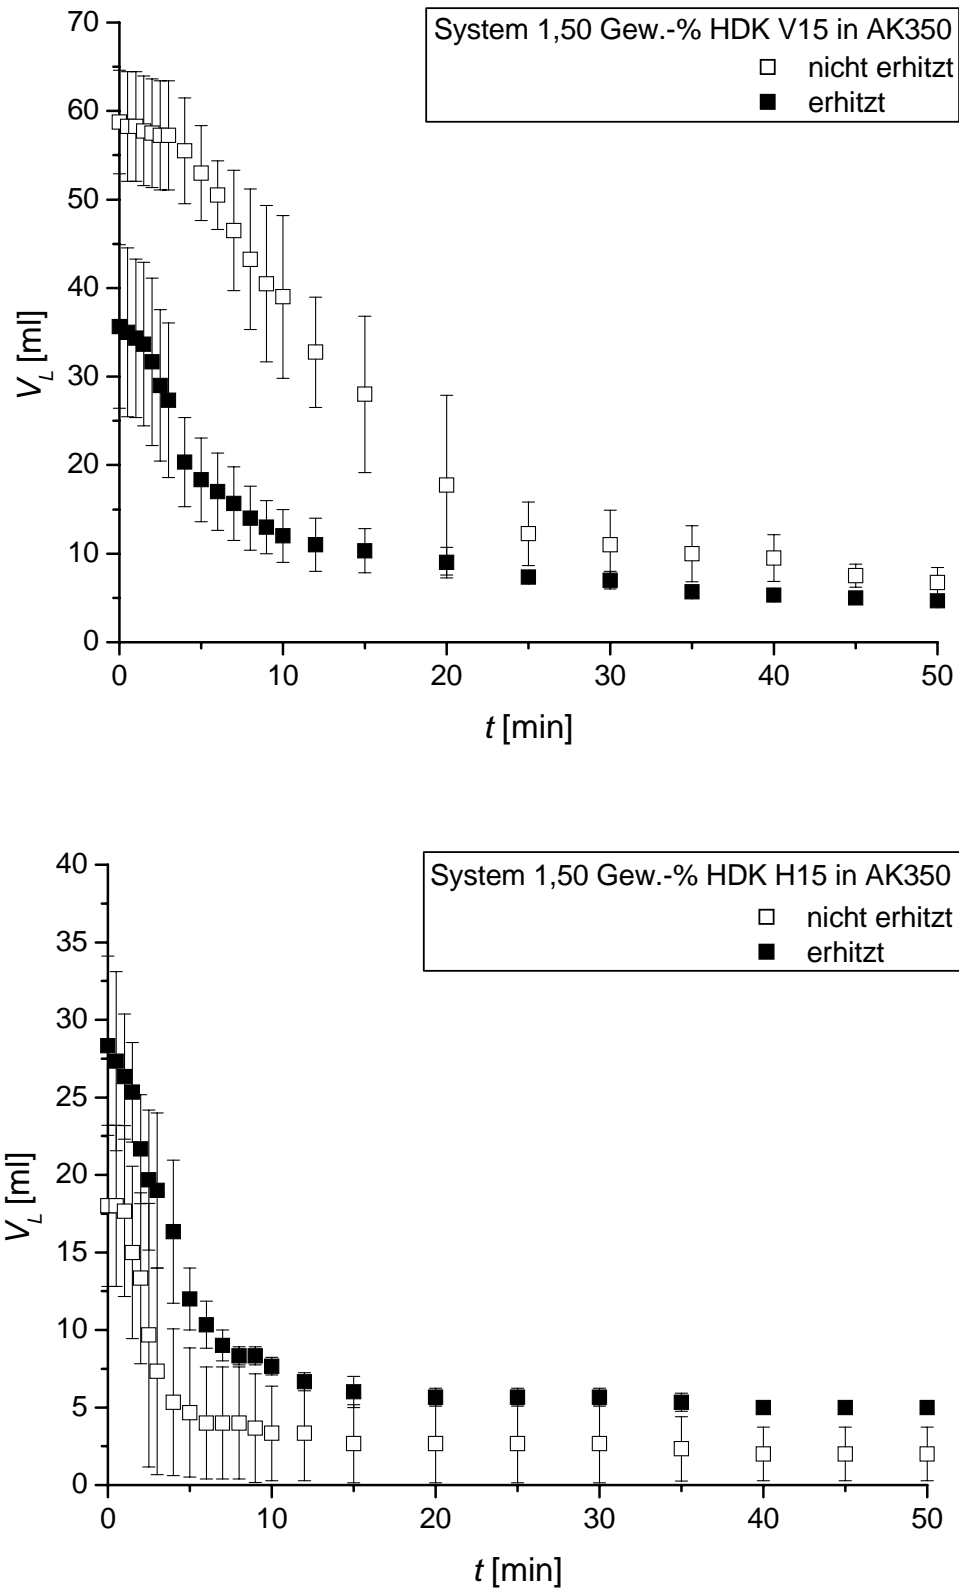 System 1,50 Gew.-% HDK V15 in AK350
nicht erhitzt
erhitzt
70
60
50
40
30
20
10
0
V_L [ml]
0 10 20 30 40 50
t [min]
System 1,50 Gew.-% HDK H15 in AK350
nicht erhitzt
erhitzt
40
35
30
25
20
15
10
5
0
V_L [ml]
0 10 20 30 40 50
t [min]